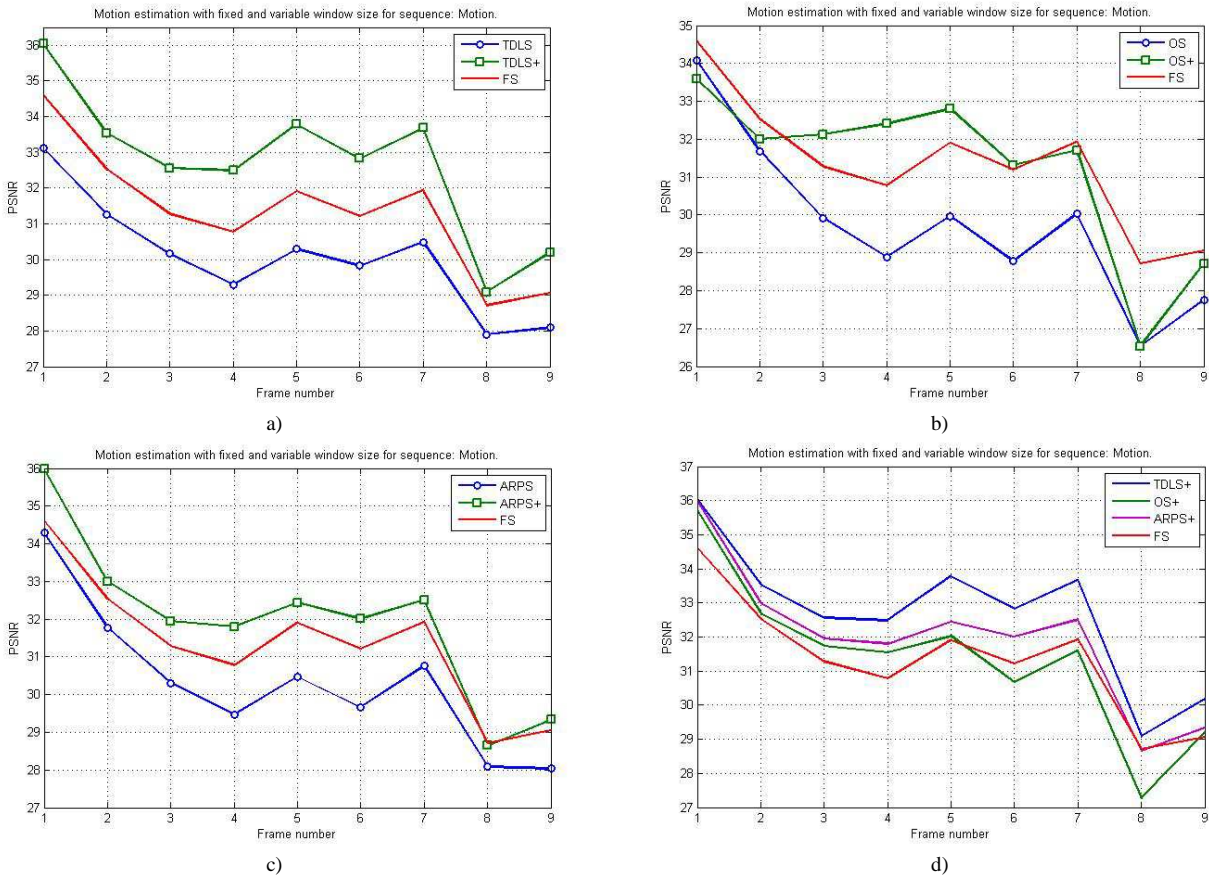 Motion estimation with fixed and variable window size for sequence: Motion.
PSNR
36
35
34
33
32
31
30
29
28
27
TDLS
TDLS+
FS
1 2 3 4 5 6 7 8 9
Frame number
a)
Motion estimation with fixed and variable window size for sequence: Motion.
PSNR
35
34
33
32
31
30
29
28
27
26
OS
OS+
FS
1 2 3 4 5 6 7 8 9
Frame number
b)
Motion estimation with fixed and variable window size for sequence: Motion.
PSNR
36
35
34
33
32
31
30
29
28
27
ARPS
ARPS+
FS
1 2 3 4 5 6 7 8 9
Frame number
c)
Motion estimation with fixed and variable window size for sequence: Motion.
PSNR
37
36
35
34
33
32
31
30
29
28
27
TDLS+
OS+
ARPS+
FS
1 2 3 4 5 6 7 8 9
Frame number
d)